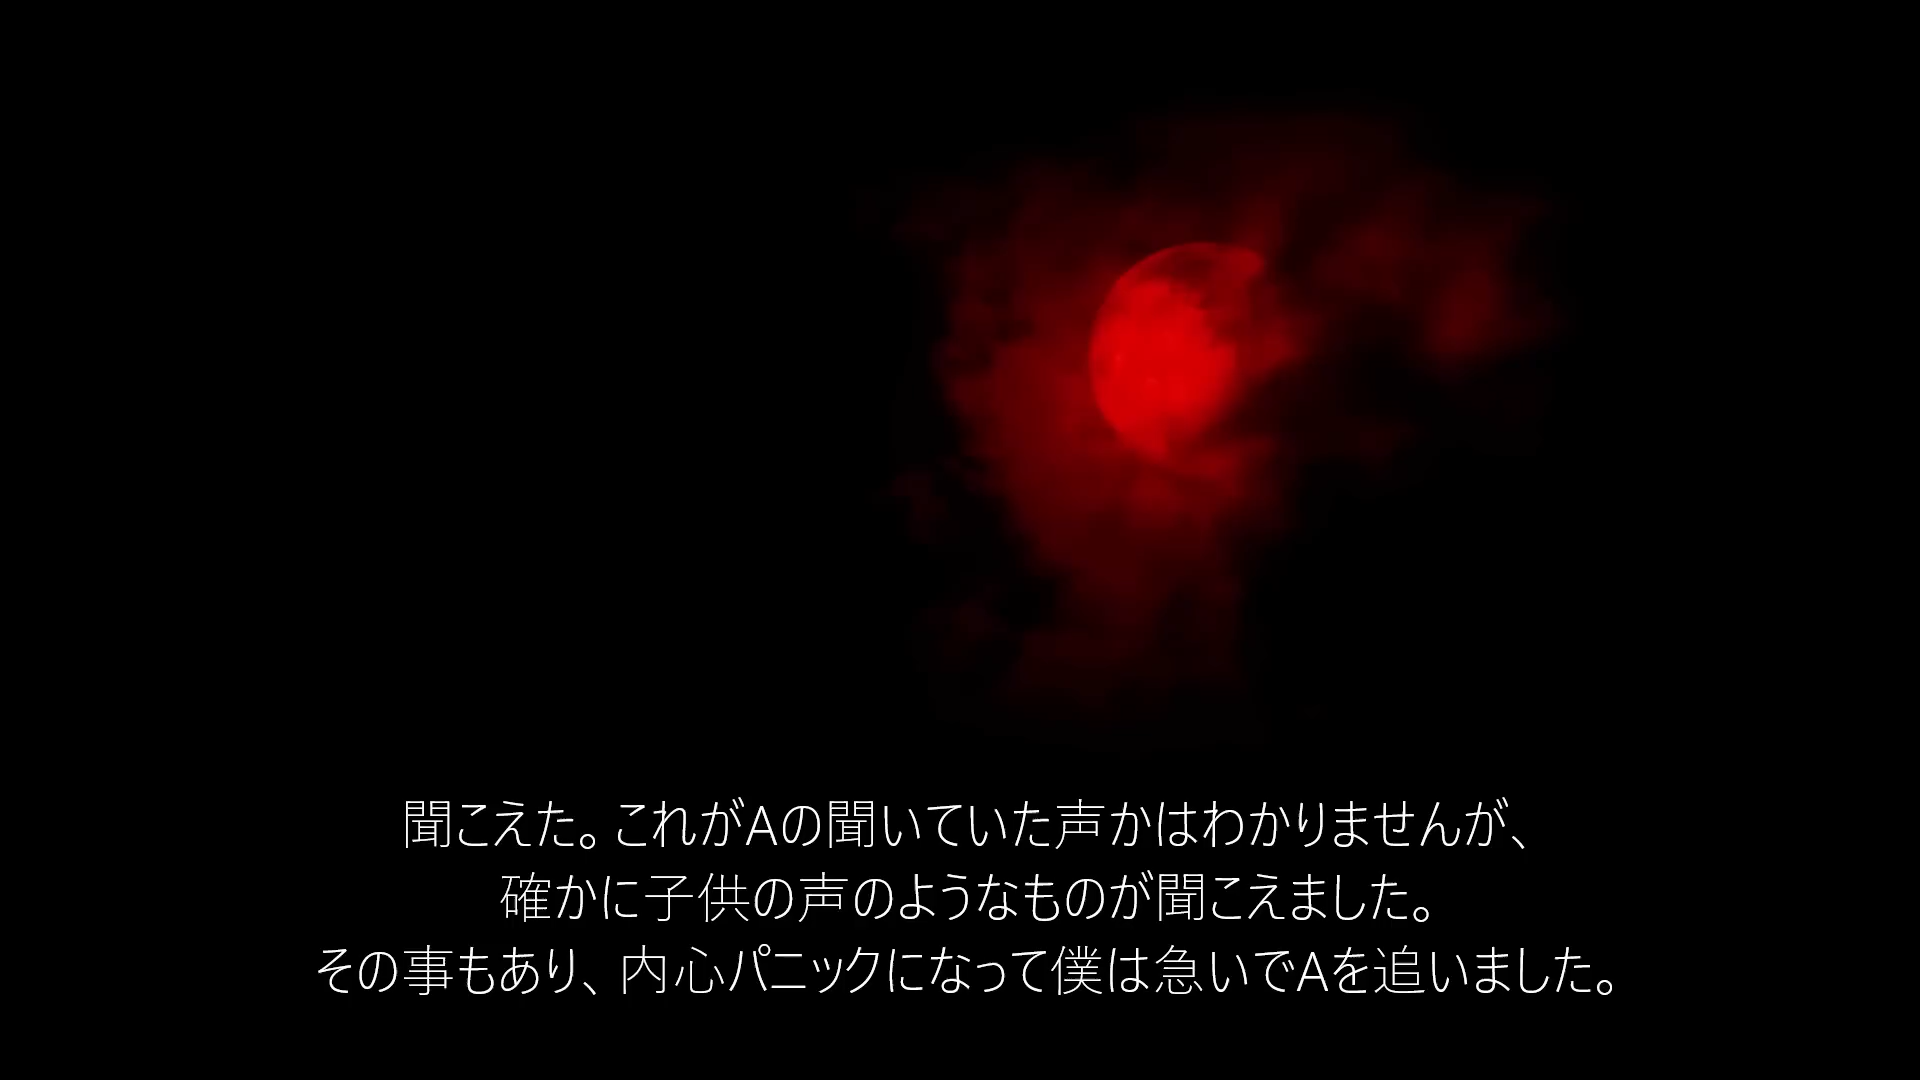 聞こえた。これがAの聞いていた声かはわかりませんが、
確かに子供の声のようなものが聞こえました。
その事もあり、内心パニックになって僕は急いでAを追いました。